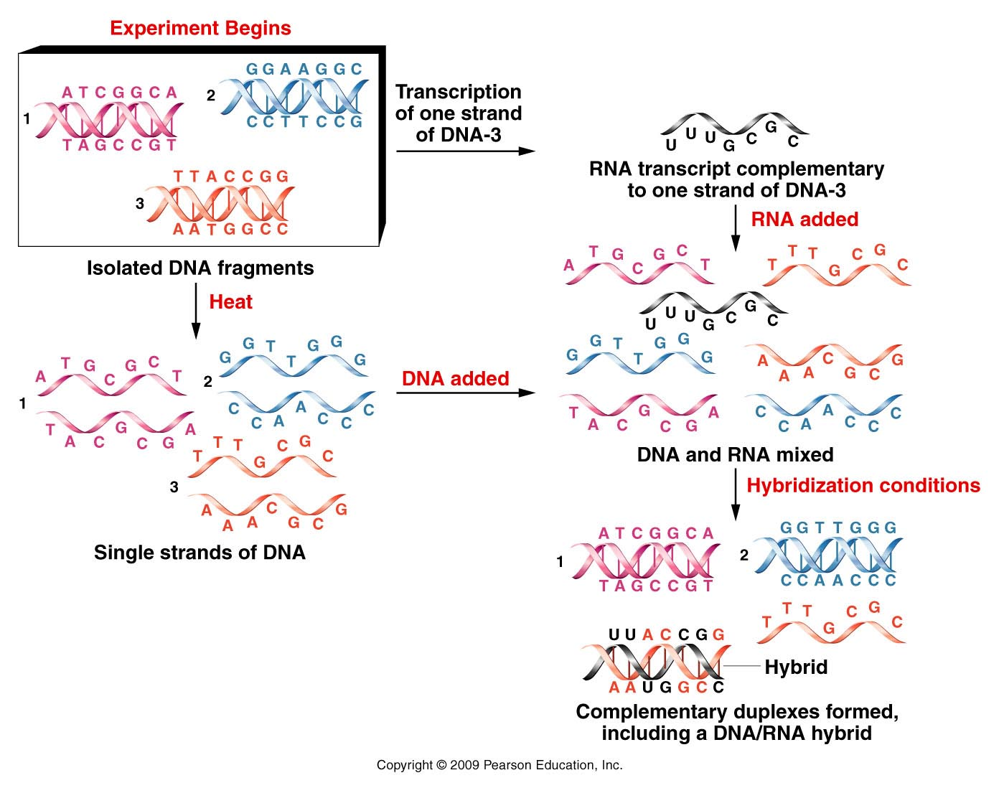 Experiment Begins
1
A T C G G C A
T A G C C G T
2
G G A A G G C
C C T T C C G
3
T T A C C G G
A A T G G C C
Isolated DNA fragments
Transcription
of one strand
of DNA-3
U U U G C G C
RNA transcript complementary
to one strand of DNA-3
RNA added
Heat
1
A T G C G C T
T A C G C G A
2
G G T T G G G
C C A A C C C
3
T T T G C G C
A A A C G C G
Single strands of DNA
DNA added
A T G C G C T
T T T G C G C
U U U G C G C
G G T T G G G
A A A C G C G
T A C G C G A
C C A A C C C
DNA and RNA mixed
Hybridization conditions
1
A T C G G C A
T A G C C G T
2
G G T T G G G
C C A A C C C
T T T G C G C
U U A C C G G
A A U G G C C
Hybrid
Complementary duplexes formed,
including a DNA/RNA hybrid
Copyright © 2009 Pearson Education, Inc.